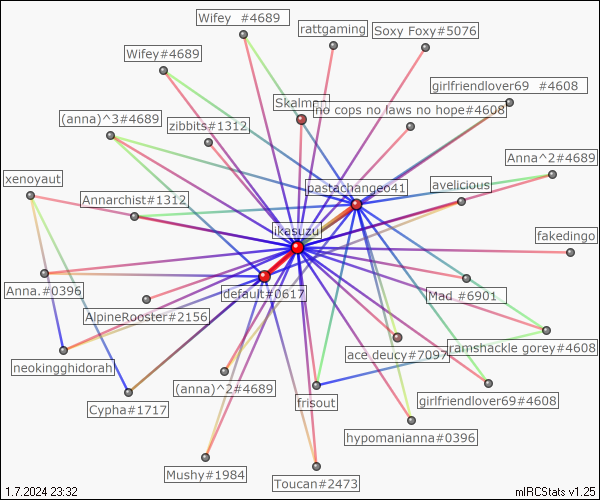 Wifey #4689
rattgaming
Soxy Foxy#5076
Wifey#4689
girlfriendlover69 #4608
Skalman
no cops no laws no hope#4608
(anna)^3#4689
zibbits#1312
Anna^2#4689
xenoyaut
pastachangeo41
avelicious
Annarchist#1312
ikasuzu
fakedingo
Anna.#0396
default#0617
Mad #6901
AlpineRooster#2156
ace deucy#7097
ramshackle gorey#4608
neokingghidorah
(anna)^2#4689
frisout
girlfriendlover69#4608
Cypha#1717
hypomanianna#0396
Mushy#1984
Toucan#2473
1.7.2024 23:32
mIRCStats v1.25